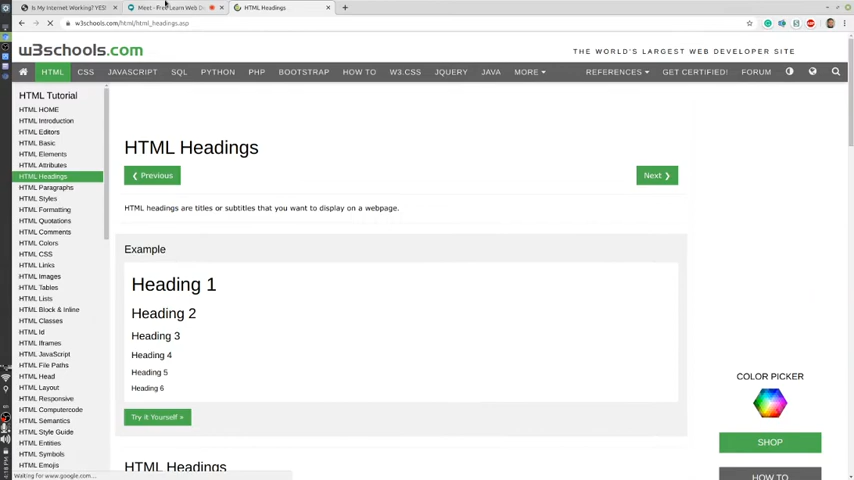 Is My Internet Working? YES!
Meet - Free Learn Web D
HTML Headings
w3schools.com/html/html_headings.asp
w3schools.com
THE WORLD'S LARGEST WEB DEVELOPER SITE
HTML CSS JAVASCRIPT SQL PYTHON PHP BOOTSTRAP HOW TO W3.CSS JQUERY JAVA MORE REFERENCES GET CERTIFIED! FORUM
HTML Tutorial
HTML HOME
HTML Introduction
HTML Editors
HTML Basic
HTML Elements
HTML Attributes
HTML Headings
HTML Paragraphs
HTML Styles
HTML Formatting
HTML Quotations
HTML Comments
HTML Colors
HTML CSS
HTML Links
HTML Images
HTML Tables
HTML Lists
HTML Block & Inline
HTML Classes
HTML Id
HTML Iframes
HTML JavaScript
HTML File Paths
HTML Head
HTML Layout
HTML Responsive
HTML Computercode
HTML Semantics
HTML Style Guide
HTML Entities
HTML Symbols
HTML Emojis
HTML Headings
❮ Previous
Next ❯
HTML headings are titles or subtitles that you want to display on a webpage.
Example
Heading 1
Heading 2
Heading 3
Heading 4
Heading 5
Heading 6
Try it Yourself »
HTML Headings
COLOR PICKER
SHOP
HOW TO
Waiting for www.google.com...